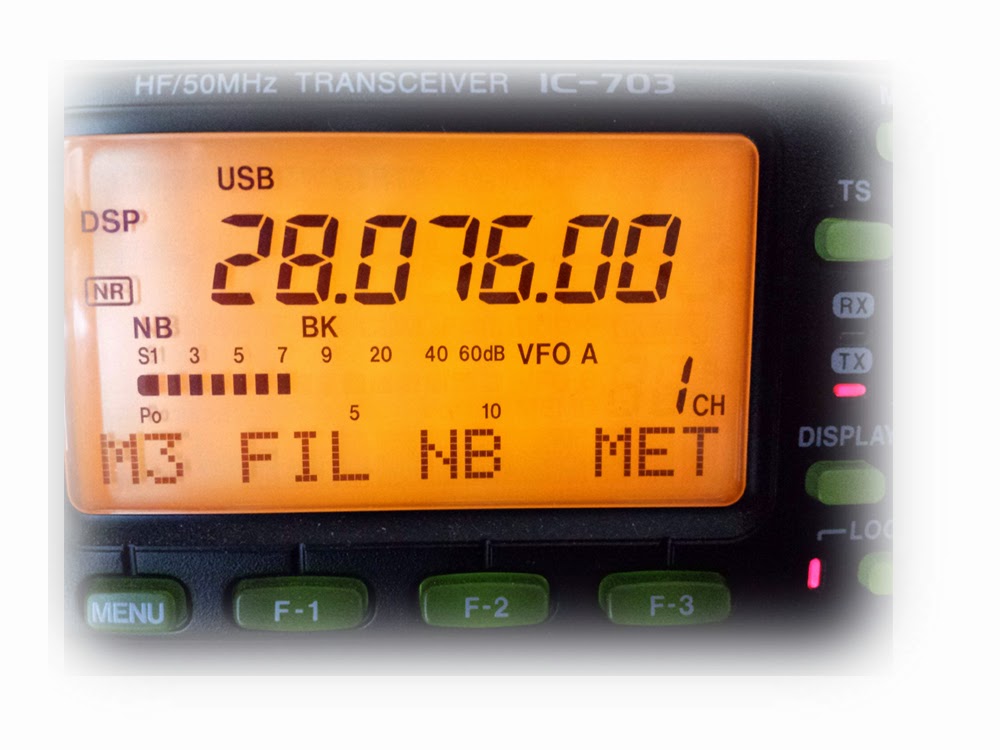 HF/50MHz TRANSCEIVER IC-703
USB
DSP
28.076.00
TS
NR
RX
NB BK
S1 3 5 7 9 20 40 60dB VFO A
TX
1CH
Po 5 10
M3 FIL NB MET
DISPLAY
MENU F-1 F-2 F-3